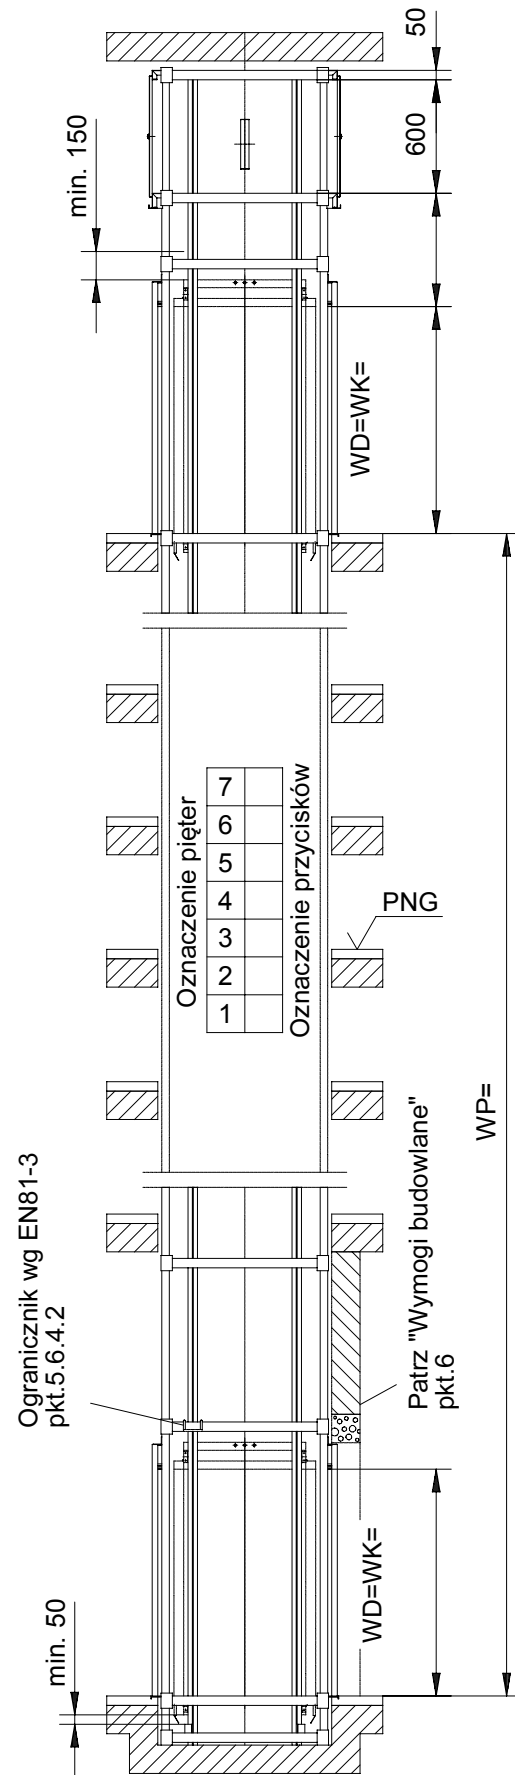 50
600
min. 150
WD=WK=
Oznaczenie pięter
7
6
5
4
3
2
1
Oznaczenie przycisków
PNG
WP=
Ogranicznik wg EN81-3
pkt.5.6.4.2
Patrz "Wymogi budowlane"
pkt.6
WD=WK=
min. 50